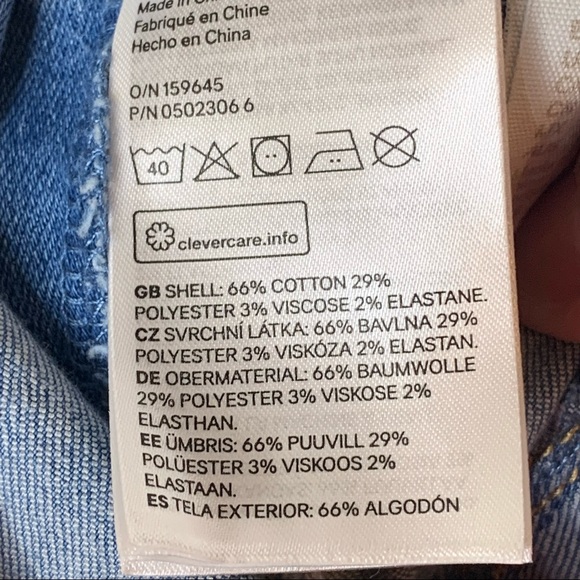 Made in
Fabriqué en Chine
Hecho en China
O/N 159645
P/N 0502306 6
40
clevercare.info
GB SHELL: 66% COTTON 29%
POLYESTER 3% VISCOSE 2% ELASTANE.
CZ SVRCHNÍ LÁTKA: 66% BAVLNA 29%
POLYESTER 3% VISKÓZA 2% ELASTAN.
DE OBERMATERIAL: 66% BAUMWOLLE
29% POLYESTER 3% VISKOSE 2%
ELASTHAN.
EE ÜMBRIS: 66% PUUVILL 29%
POLÜESTER 3% VISKOOS 2%
ELASTAAN.
ES TELA EXTERIOR: 66% ALGODÓN